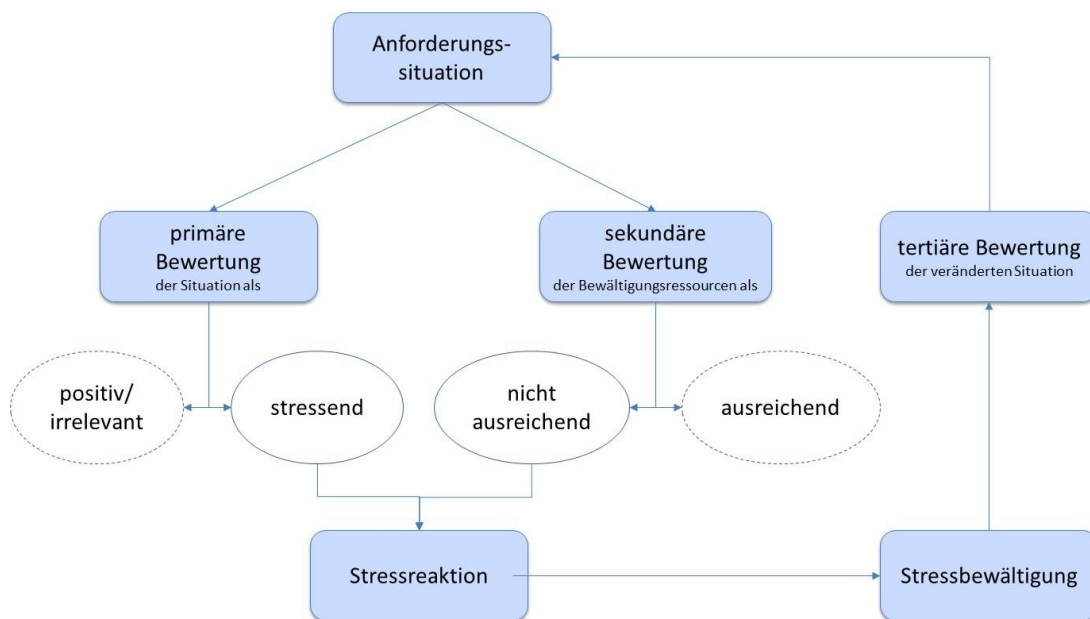 Anforderungs-
situation
primäre
Bewertung
der Situation als
sekundäre
Bewertung
der Bewältigungsressourcen als
tertiäre Bewertung
der veränderten Situation
positiv/
irrelevant
stressend
nicht
ausreichend
ausreichend
Stressreaktion
Stressbewältigung